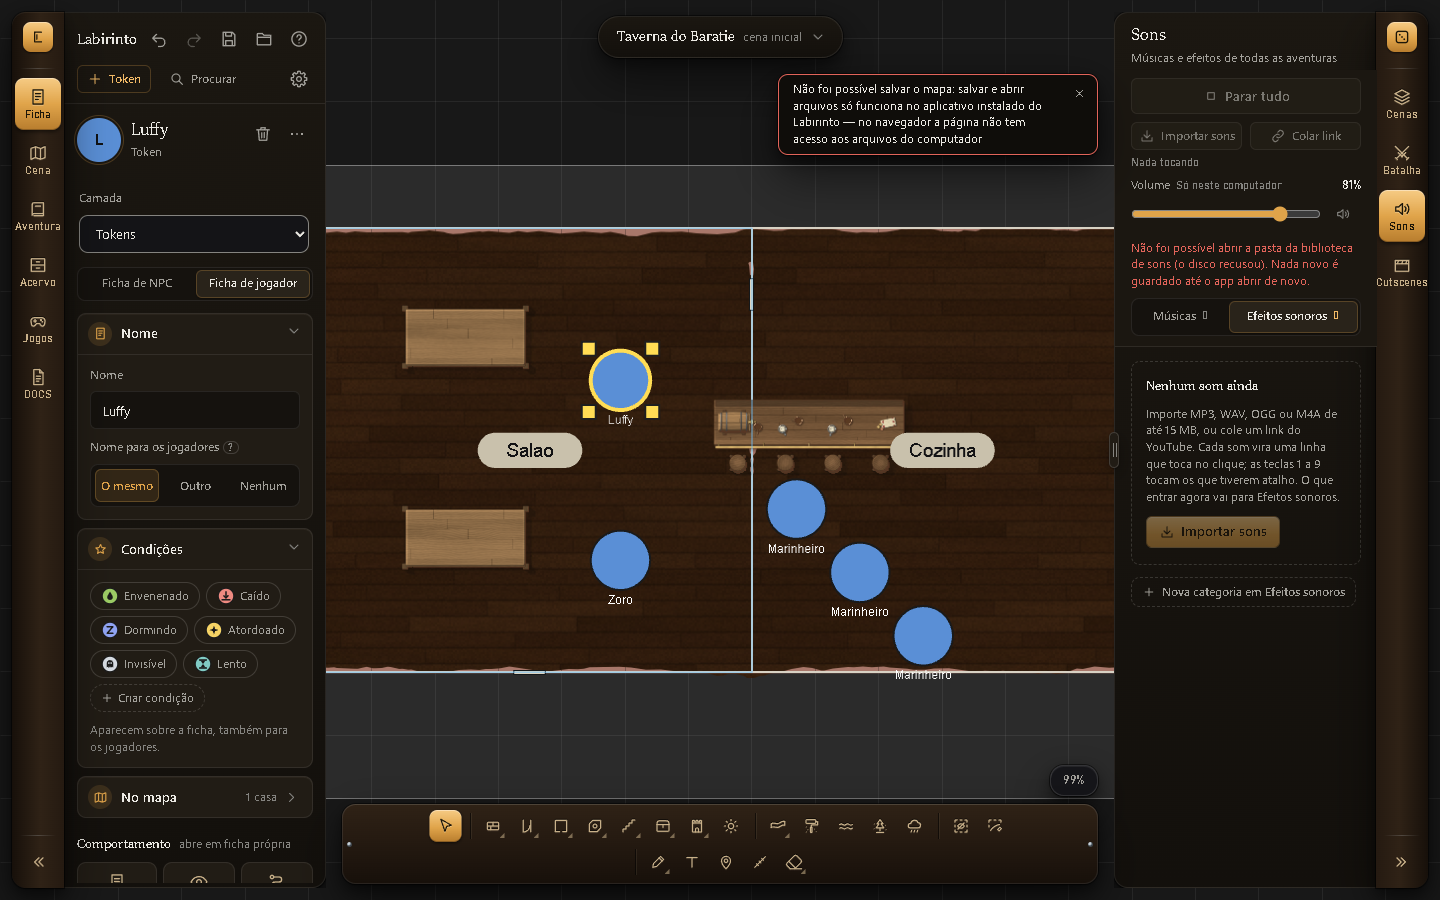 Labirinto
Token
Procurar
Ficha
Cena
Aventura
Acervo
Jogos
DOCS
L
Luffy
Token
Camada
Tokens
Ficha de NPC
Ficha de jogador
Nome
Nome
Luffy
Nome para os jogadores ?
O mesmo
Outro
Nenhum
Condições
Envenenado
Caído
Dormindo
Atordoado
Invisível
Lento
Criar condição
Aparecem sobre a ficha, também para
os jogadores.
No mapa
1 casa
Comportamento abre em ficha própria
Taverna do Baratie cena inicial
Não foi possível salvar o mapa: salvar e abrir
arquivos só funciona no aplicativo instalado do
Labirinto — no navegador a página não tem
acesso aos arquivos do computador
Luffy
Salao
Cozinha
Zoro
Marinheiro
Marinheiro
Marinheiro
99%
Sons
Músicas e efeitos de todas as aventuras
Parar tudo
Importar sons
Colar link
Nada tocando
Volume Só neste computador 81%
Não foi possível abrir a pasta da biblioteca
de sons (o disco recusou). Nada novo é
guardado até o app abrir de novo.
Músicas
Efeitos sonoros
Nenhum som ainda
Importe MP3, WAV, OGG ou M4A de
até 15 MB, ou cole um link do
YouTube. Cada som vira uma linha
que toca no clique; as teclas 1 a 9
tocam os que tiverem atalho. O que
entrar agora vai para Efeitos sonoros.
Importar sons
Nova categoria em Efeitos sonoros
Cenas
Batalha
Sons
Cutscenes